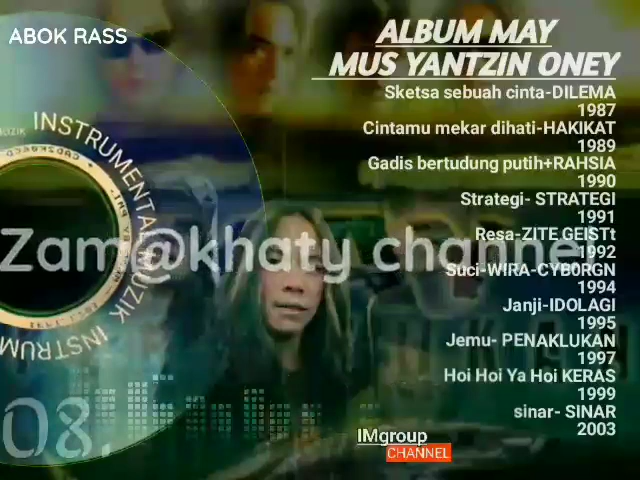 ABOK RASS
ALBUM MAY
MUS YANTZIN ONEY
Sketsa sebuah cinta-DILEMA
1987
Cintamu mekar dihati-HAKIKAT
1989
Gadis bertudung putih+RAHSIA
1990
Strategi- STRATEGI
1991
Resa-ZITE GEISTt
1992
Suci-WIRA-CYBORGN
1994
Janji-IDOLAGI
1995
Jemu- PENAKLUKAN
1997
Hoi Hoi Ya Hoi KERAS
1999
sinar- SINAR
2003
Zam@khaty channel
INSTRUMENTAL MUZIK
INSTRUM
08.
IMgroup
CHANNEL